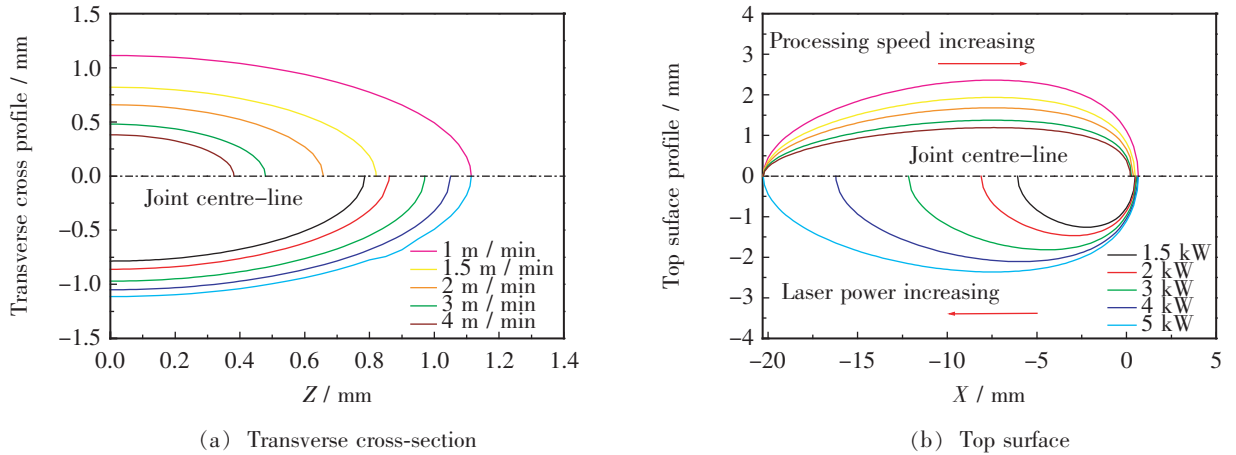 Transverse cross profile / mm
1.5
1.0
0.5
0.0
−0.5
−1.0
−1.5
Joint centre−line
1 m / min
1.5 m / min
2 m / min
3 m / min
4 m / min
0.0 0.2 0.4 0.6 0.8 1.0 1.2 1.4
Z / mm
(a) Transverse cross-section
Top surface profile / mm
4
3
2
1
0
−1
−2
−3
−4
Processing speed increasing
Joint centre−line
Laser power increasing
1.5 kW
2 kW
3 kW
4 kW
5 kW
−20 −15 −10 −5 0 5
X / mm
(b) Top surface